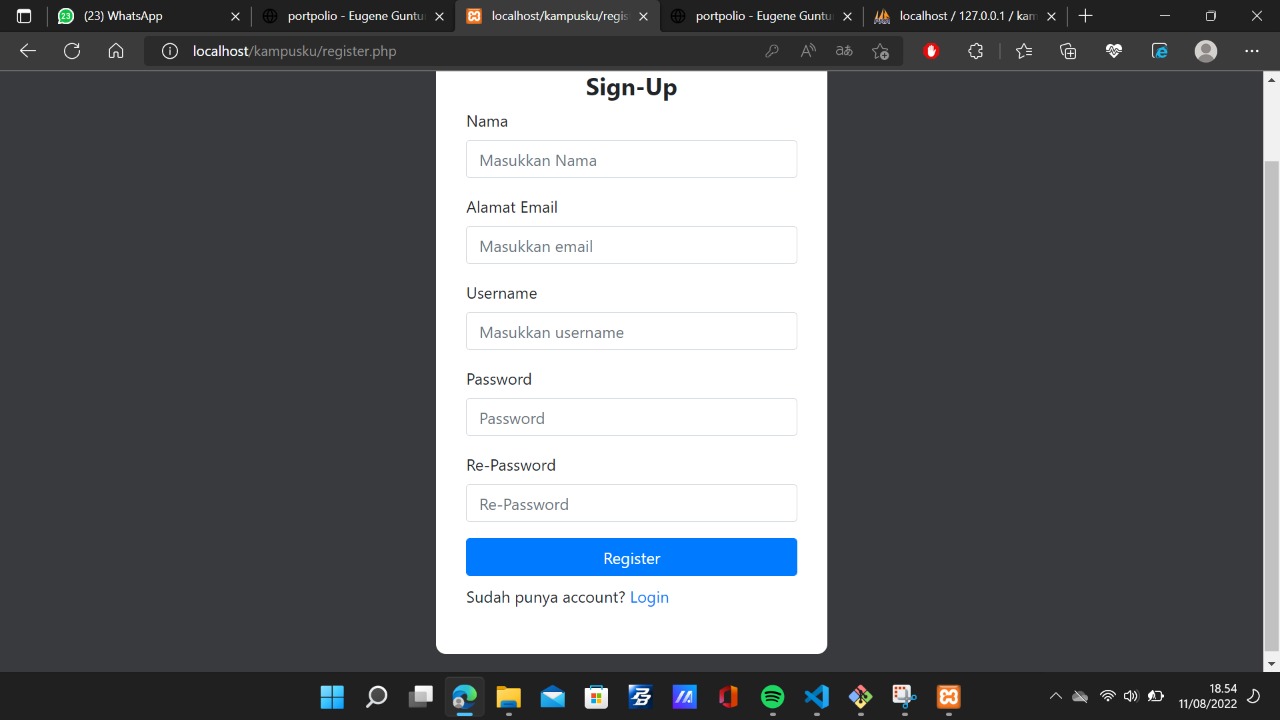 (23) WhatsApp
portpolio - Eugene Guntu
localhost/kampusku/regis
portpolio - Eugene Guntu
localhost / 127.0.0.1 / kam
localhost/kampusku/register.php
Sign-Up
Nama
Masukkan Nama
Alamat Email
Masukkan email
Username
Masukkan username
Password
Password
Re-Password
Re-Password
Register
Sudah punya account? Login
18.54
11/08/2022